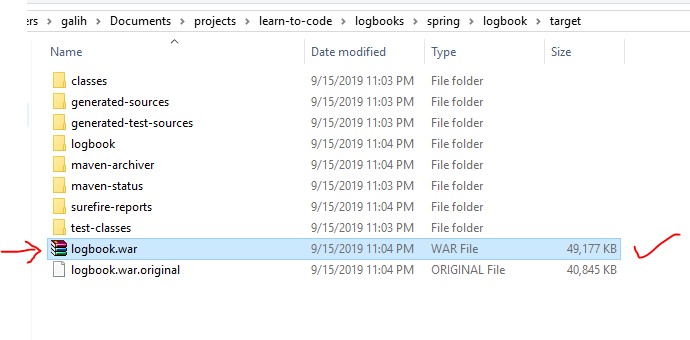 ers > galih > Documents > projects > learn-to-code > logbooks > spring > logbook > target
Name Date modified Type Size
classes 9/15/2019 11:03 PM File folder
generated-sources 9/15/2019 11:03 PM File folder
generated-test-sources 9/15/2019 11:03 PM File folder
logbook 9/15/2019 11:04 PM File folder
maven-archiver 9/15/2019 11:04 PM File folder
maven-status 9/15/2019 11:03 PM File folder
surefire-reports 9/15/2019 11:04 PM File folder
test-classes 9/15/2019 11:03 PM File folder
logbook.war 9/15/2019 11:04 PM WAR File 49,177 KB
logbook.war.original 9/15/2019 11:04 PM ORIGINAL File 40,845 KB